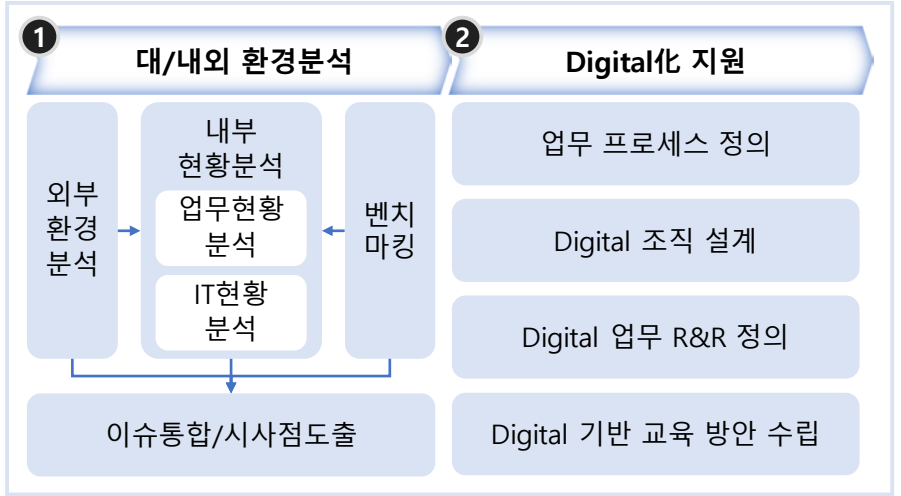 1
대/내외 환경분석
외부
환경
분석
내부
현황분석
업무현황
분석
IT현황
분석
벤치
마킹
이슈통합/시사점도출
2
Digital化 지원
업무 프로세스 정의
Digital 조직 설계
Digital 업무 R&R 정의
Digital 기반 교육 방안 수립